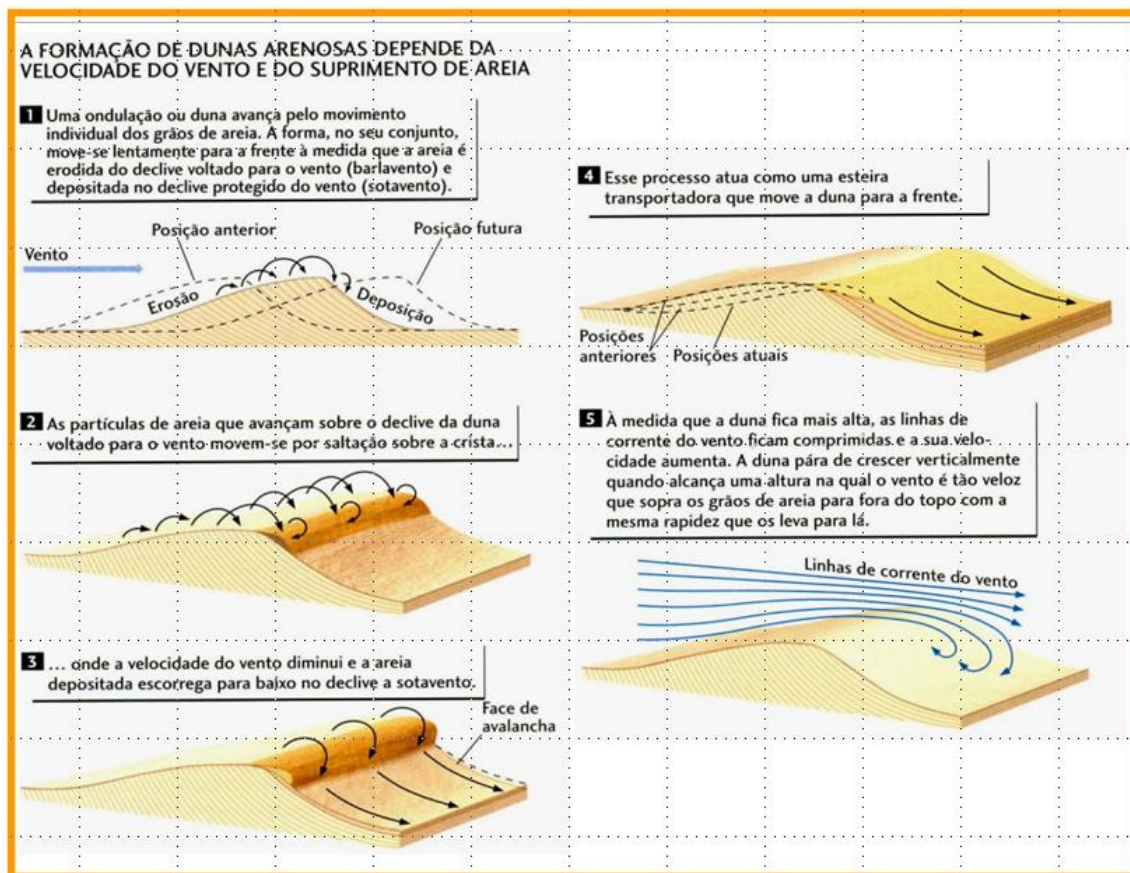 A FORMAÇÃO DE DUNAS ARENOSAS DEPENDE DA
VELOCIDADE DO VENTO E DO SUPRIMENTO DE AREIA
1 Uma ondulação ou duna avança pelo movimento
individual dos grãos de areia. A forma, no seu conjunto,
move-se lentamente para a frente à medida que a areia é
erodida do declive voltado para o vento (barlavento) e
depositada no declive protegido do vento (sotavento).
Posição anterior
Posição futura
Vento
Erosão
Deposição
2 As partículas de areia que avançam sobre o declive da duna
voltado para o vento movem-se por saltação sobre a crista...
3 ... onde a velocidade do vento diminui e a areia
depositada escorrega para baixo no declive a sotavento.
Face de
avalancha
4 Esse processo atua como uma esteira
transportadora que move a duna para a frente.
Posições
anteriores
Posições atuais
5 À medida que a duna fica mais alta, as linhas de
corrente do vento ficam comprimidas e a sua velo-
cidade aumenta. A duna pára de crescer verticalmente
quando alcança uma altura na qual o vento é tão veloz
que sopra os grãos de areia para fora do topo com a
mesma rapidez que os leva para lá.
Linhas de corrente do vento